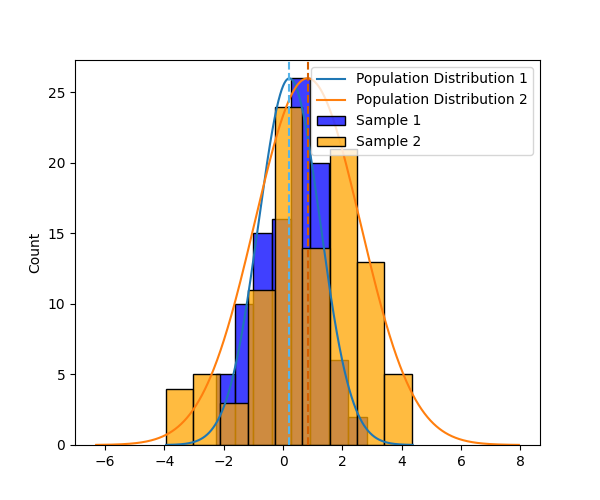 Population Distribution 1
Population Distribution 2
Sample 1
Sample 2
Count
25
20
15
10
5
0
−6 −4 −2 0 2 4 6 8